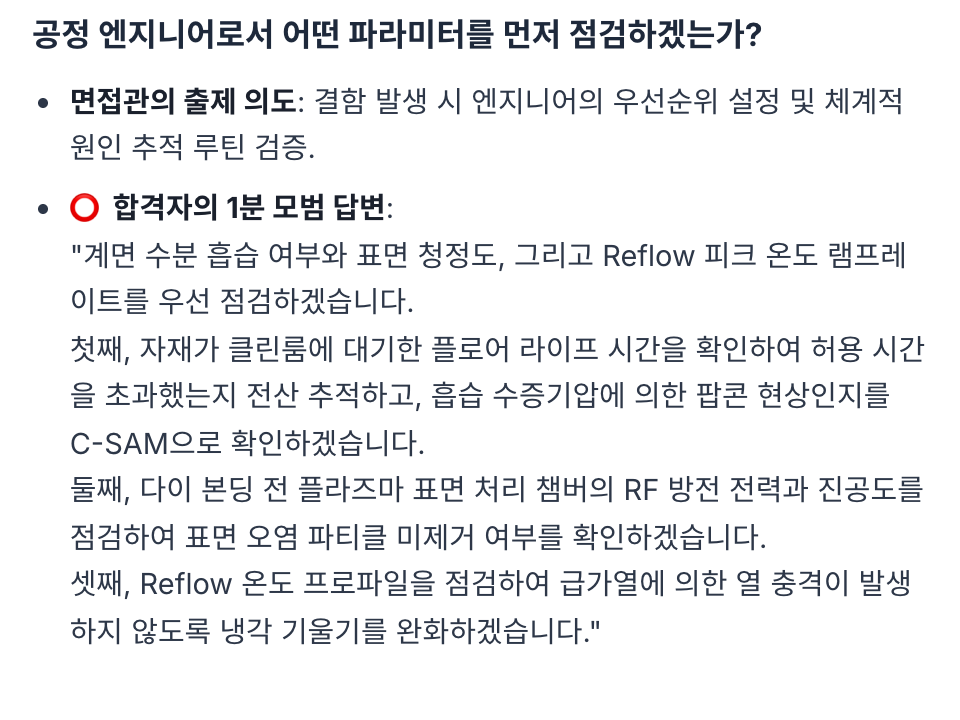 공정 엔지니어로서 어떤 파라미터를 먼저 점검하겠는가?
• 면접관의 출제 의도: 결함 발생 시 엔지니어의 우선순위 설정 및 체계적
원인 추적 루틴 검증.
• ⭕ 합격자의 1분 모범 답변:
"계면 수분 흡습 여부와 표면 청정도, 그리고 Reflow 피크 온도 램프레
이트를 우선 점검하겠습니다.
첫째, 자재가 클린룸에 대기한 플로어 라이프 시간을 확인하여 허용 시간
을 초과했는지 전산 추적하고, 흡습 수증기압에 의한 팝콘 현상인지를
C-SAM으로 확인하겠습니다.
둘째, 다이 본딩 전 플라즈마 표면 처리 챔버의 RF 방전 전력과 진공도를
점검하여 표면 오염 파티클 미제거 여부를 확인하겠습니다.
셋째, Reflow 온도 프로파일을 점검하여 급가열에 의한 열 충격이 발생
하지 않도록 냉각 기울기를 완화하겠습니다."